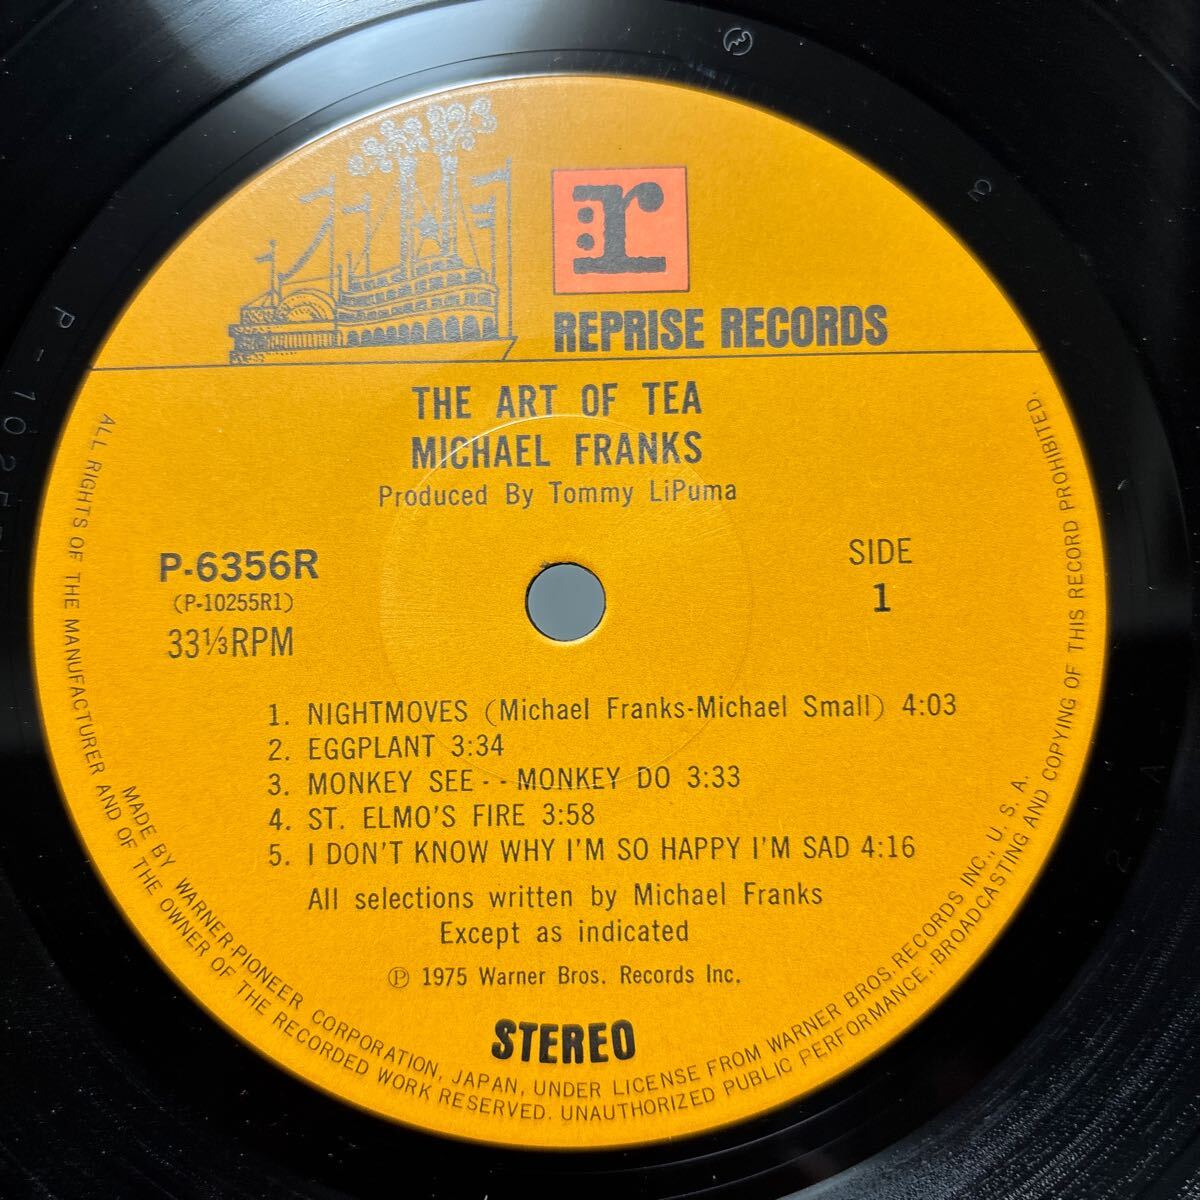 r
REPRISE RECORDS
THE ART OF TEA
MICHAEL FRANKS
Produced By Tommy LiPuma
P-6356R
(P-10255R1)
33⅓RPM
SIDE
1
1. NIGHTMOVES (Michael Franks-Michael Small) 4:03
2. EGGPLANT 3:34
3. MONKEY SEE - - MONKEY DO 3:33
4. ST. ELMO'S FIRE 3:58
5. I DON'T KNOW WHY I'M SO HAPPY I'M SAD 4:16
All selections written by Michael Franks
Except as indicated
Ⓟ 1975 Warner Bros. Records Inc.
STEREO
ALL RIGHTS OF THE MANUFACTURER AND OF THE OWNER OF THE RECORDED WORK RESERVED. UNAUTHORIZED PUBLIC PERFORMANCE, BROADCASTING AND COPYING OF THIS RECORD PROHIBITED.
MADE BY WARNER-PIONEER CORPORATION, JAPAN, UNDER LICENSE FROM WARNER BROS. RECORDS INC., U. S. A.
P-1025